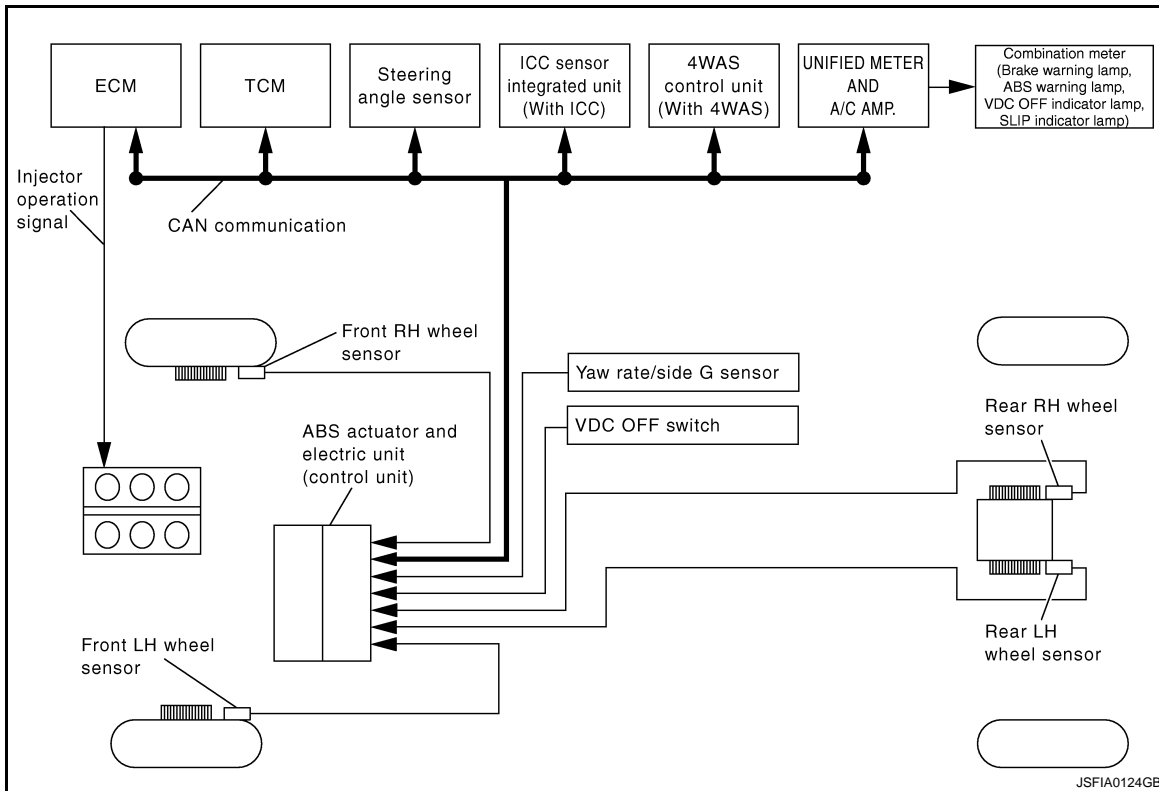 ECM
TCM
Steering
angle sensor
ICC sensor
integrated unit
(With ICC)
4WAS
control unit
(With 4WAS)
UNIFIED METER
AND
A/C AMP.
Combination meter
(Brake warning lamp,
ABS warning lamp,
VDC OFF indicator lamp,
SLIP indicator lamp)
Injector
operation
signal
CAN communication
Front RH wheel
sensor
Yaw rate/side G sensor
VDC OFF switch
ABS actuator and
electric unit
(control unit)
Rear RH wheel
sensor
Front LH wheel
sensor
Rear LH
wheel sensor
JSFIA0124GB